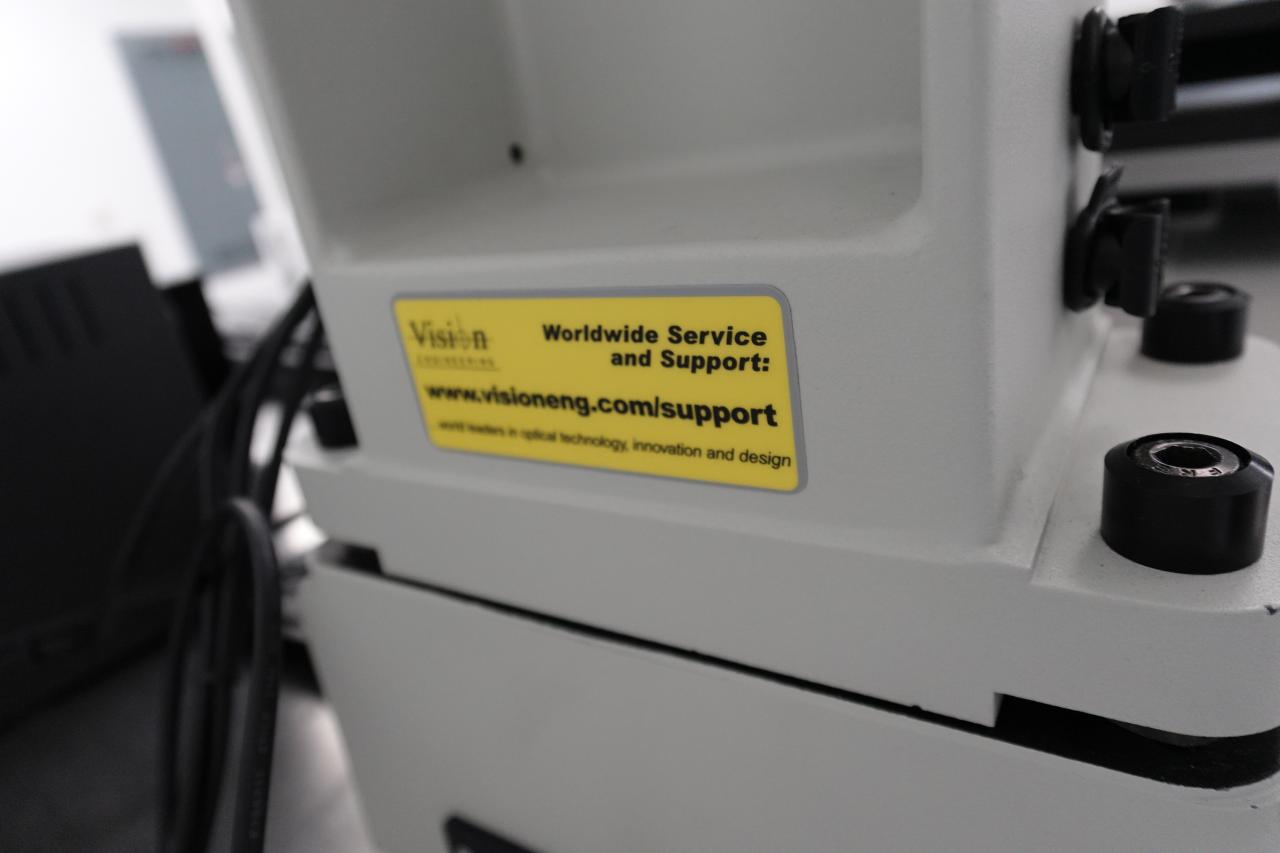 Vision
ENGINEERING
Worldwide Service
and Support:
www.visioneng.com/support
...world leaders in optical technology, innovation and design